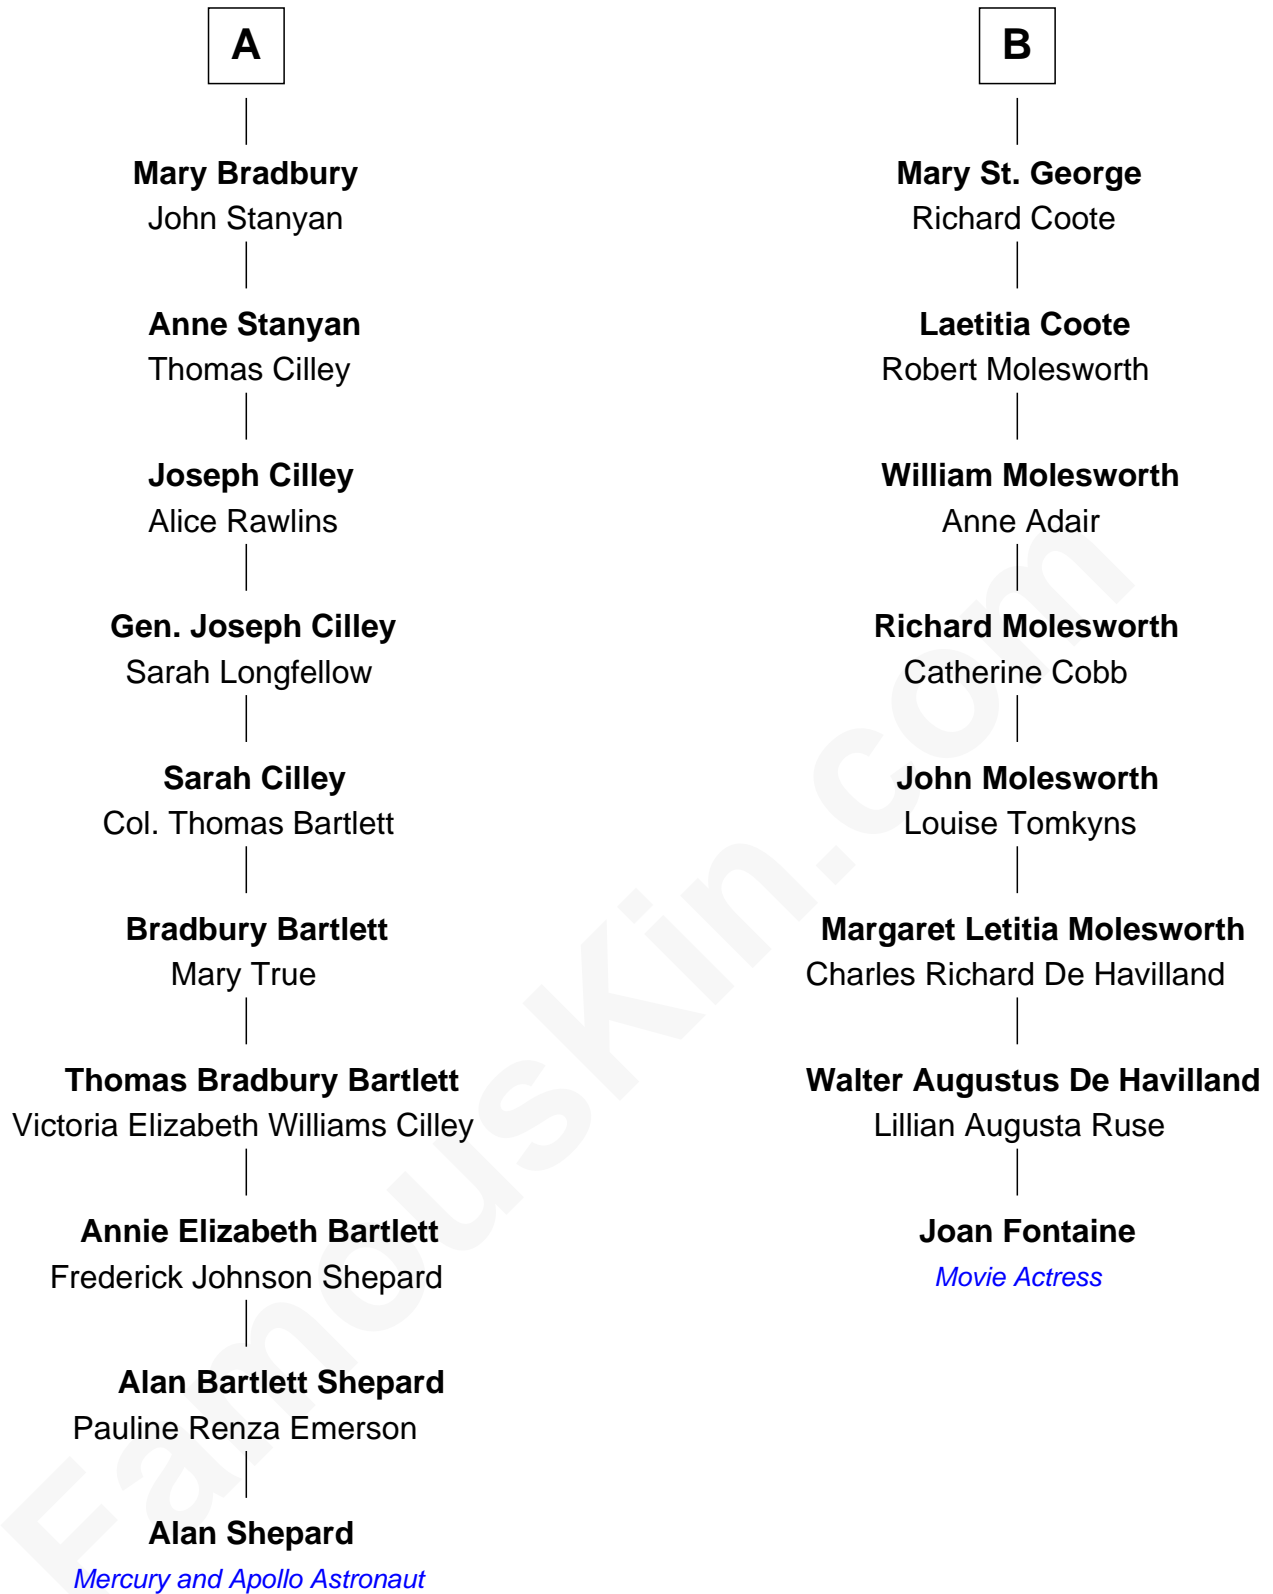 A
Mary Bradbury
John Stanyan
Anne Stanyan
Thomas Cilley
Joseph Cilley
Alice Rawlins
Gen. Joseph Cilley
Sarah Longfellow
Sarah Cilley
Col. Thomas Bartlett
Bradbury Bartlett
Mary True
Thomas Bradbury Bartlett
Victoria Elizabeth Williams Cilley
Annie Elizabeth Bartlett
Frederick Johnson Shepard
Alan Bartlett Shepard
Pauline Renza Emerson
Alan Shepard
Mercury and Apollo Astronaut
B
Mary St. George
Richard Coote
Laetitia Coote
Robert Molesworth
William Molesworth
Anne Adair
Richard Molesworth
Catherine Cobb
John Molesworth
Louise Tomkyns
Margaret Letitia Molesworth
Charles Richard De Havilland
Walter Augustus De Havilland
Lillian Augusta Ruse
Joan Fontaine
Movie Actress
FamousKin.com